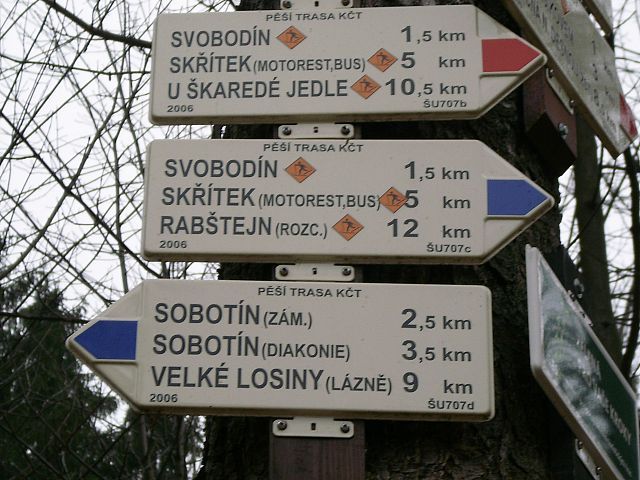 PĚŠÍ TRASA KČT
SVOBODÍN 1,5 km
SKŘÍTEK (MOTOREST,BUS) 5 km
U ŠKAREDÉ JEDLE 10,5 km
2006 ŠU707b
PĚŠÍ TRASA KČT
SVOBODÍN 1,5 km
SKŘÍTEK (MOTOREST,BUS) 5 km
RABŠTEJN (ROZC.) 12 km
2006 ŠU707c
PĚŠÍ TRASA KČT
SOBOTÍN (ZÁM.) 2,5 km
SOBOTÍN (DIAKONIE) 3,5 km
VELKÉ LOSINY (LÁZNĚ) 9 km
2006 ŠU707d